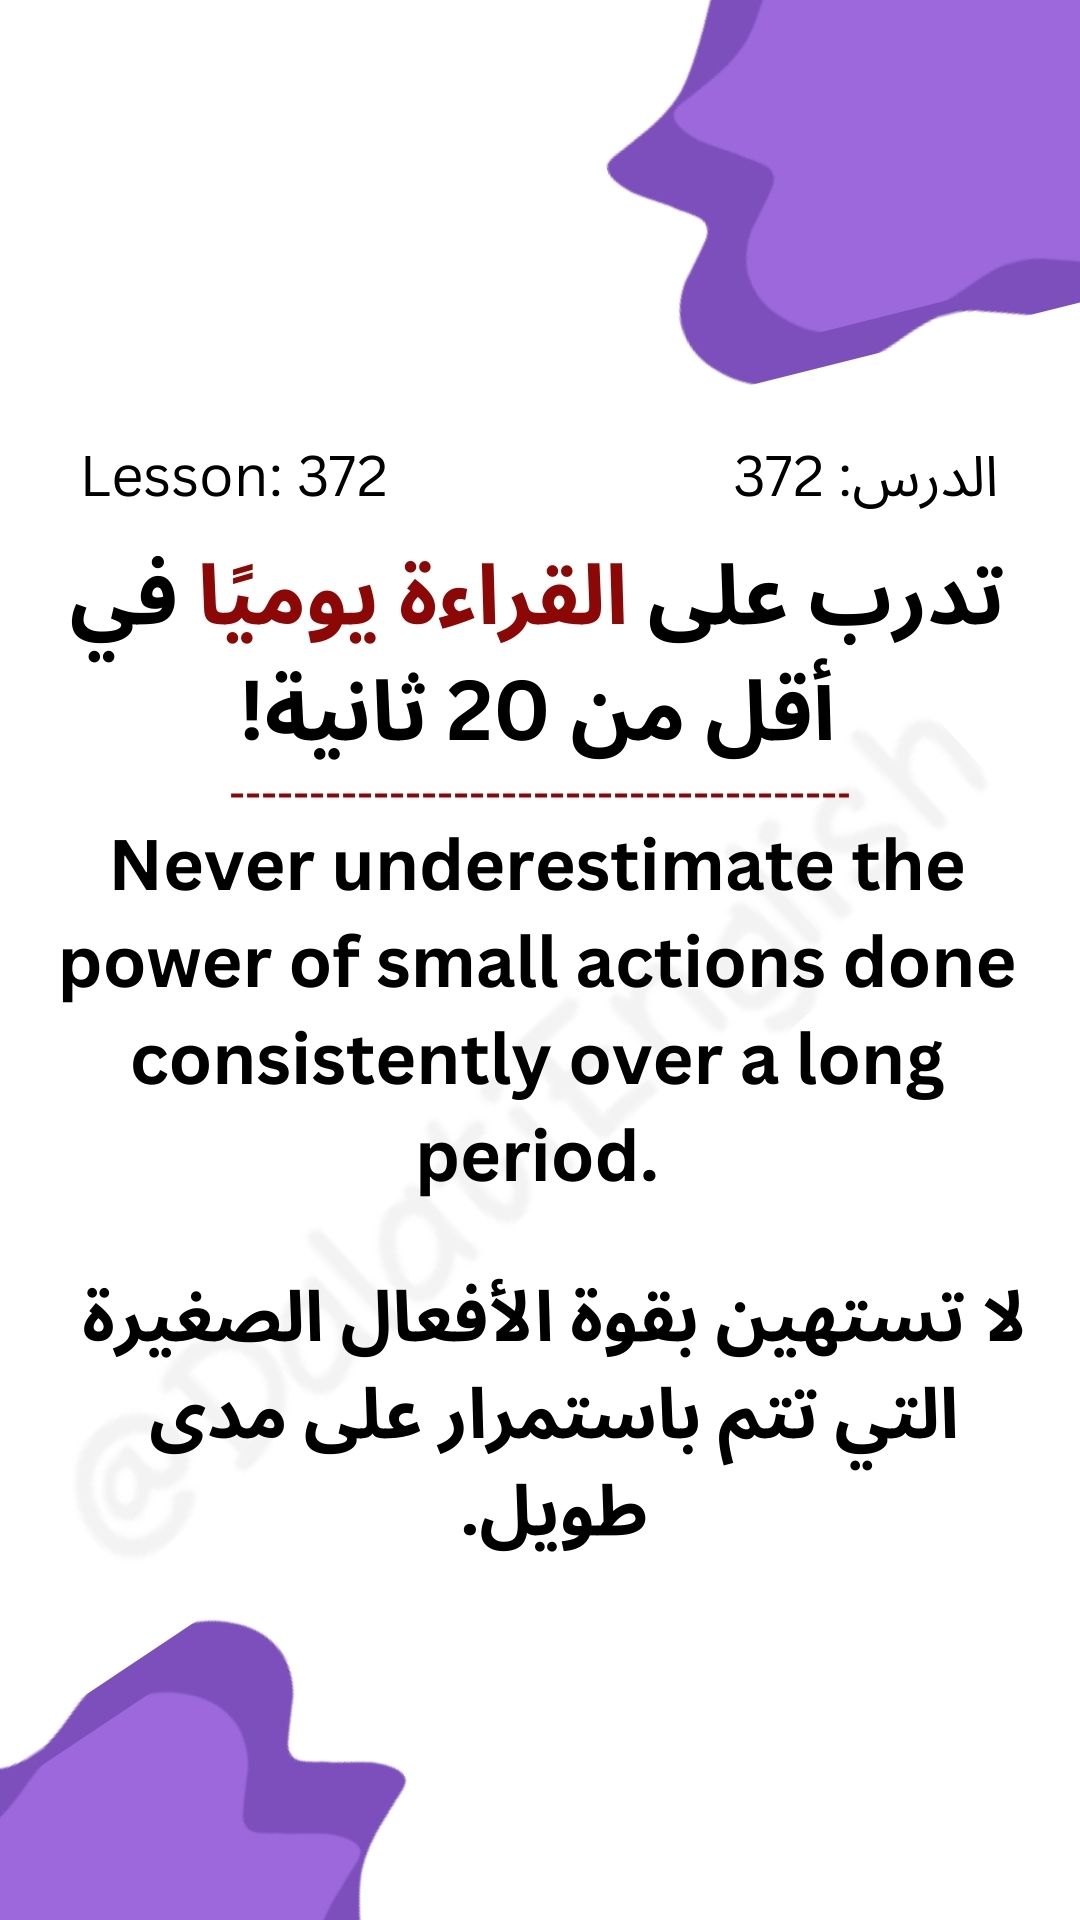 Lesson: 372
الدرس: 372
تدرب على القراءة يوميًا في
أقل من 20 ثانية!
---------------------------------------
Never underestimate the
power of small actions done
consistently over a long
period.
لا تستهين بقوة الأفعال الصغيرة
التي تتم باستمرار على مدى
طويل.
@DalatiEnglish